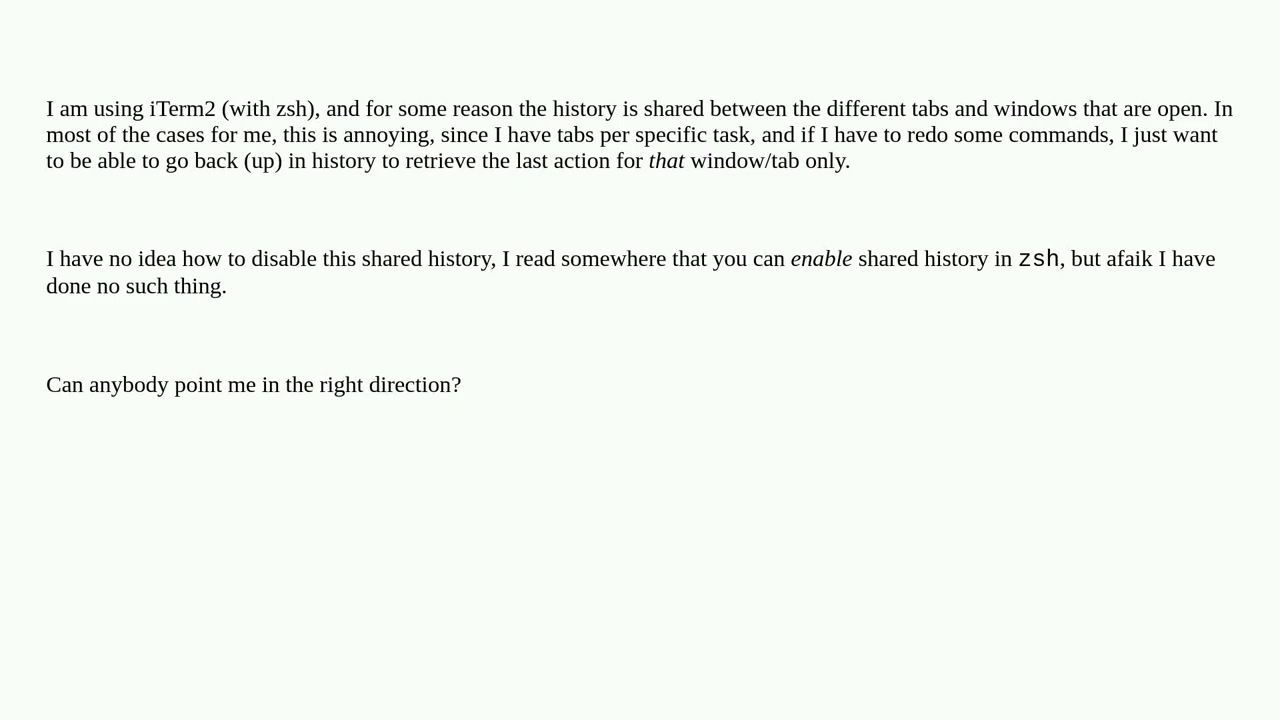 I am using iTerm2 (with zsh), and for some reason the history is shared between the different tabs and windows that are open. In
most of the cases for me, this is annoying, since I have tabs per specific task, and if I have to redo some commands, I just want
to be able to go back (up) in history to retrieve the last action for that window/tab only.
I have no idea how to disable this shared history, I read somewhere that you can enable shared history in zsh, but afaik I have
done no such thing.
Can anybody point me in the right direction?